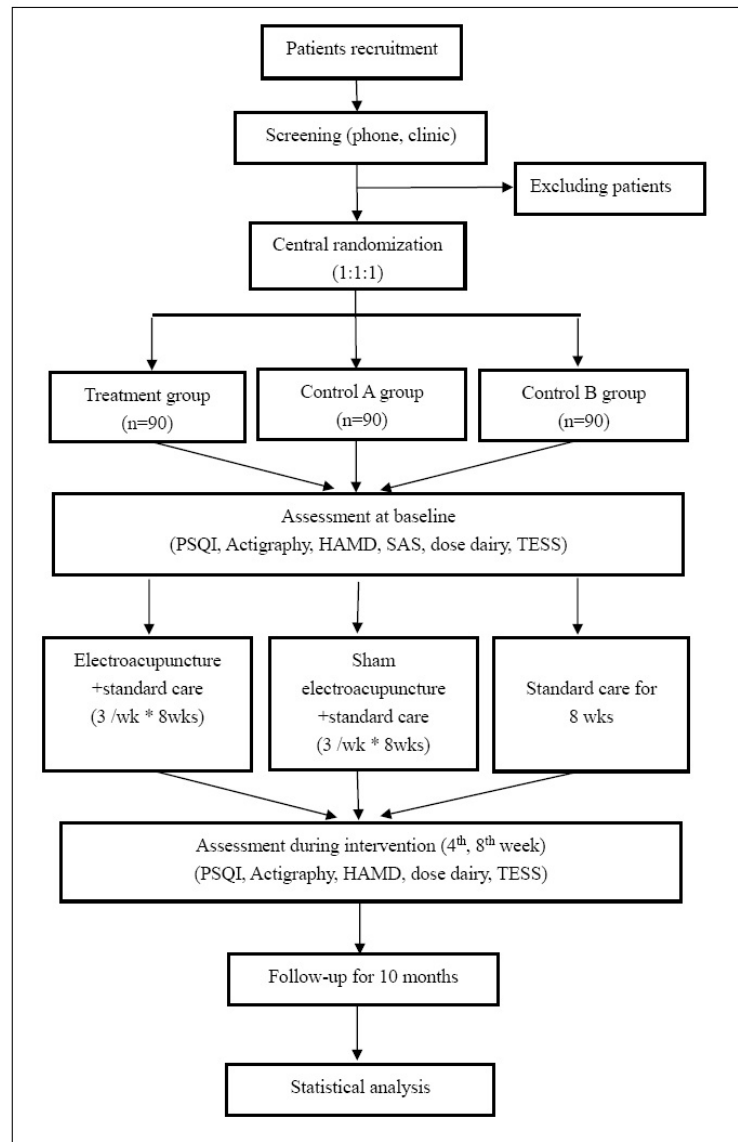 Patients recruitment
Screening (phone, clinic)
Excluding patients
Central randomization
(1:1:1)
Treatment group
(n=90)
Control A group
(n=90)
Control B group
(n=90)
Assessment at baseline
(PSQI, Actigraphy, HAMD, SAS, dose dairy, TESS)
Electroacupuncture
+standard care
(3 /wk * 8wks)
Sham
electroacupuncture
+standard care
(3 /wk * 8wks)
Standard care for
8 wks
Assessment during intervention (4th, 8th week)
(PSQI, Actigraphy, HAMD, dose dairy, TESS)
Follow-up for 10 months
Statistical analysis